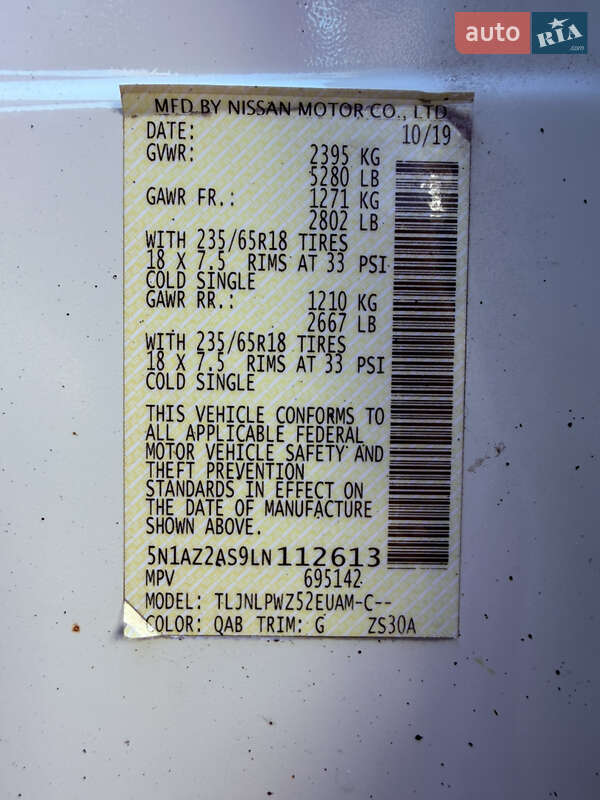 auto RIA .com
MFD BY NISSAN MOTOR CO., LTD
DATE: 10/19
GVWR: 2395 KG
5280 LB
GAWR FR.: 1271 KG
2802 LB
WITH 235/65R18 TIRES
18 X 7.5 RIMS AT 33 PSI
COLD SINGLE
GAWR RR.: 1210 KG
2667 LB
WITH 235/65R18 TIRES
18 X 7.5 RIMS AT 33 PSI
COLD SINGLE
THIS VEHICLE CONFORMS TO
ALL APPLICABLE FEDERAL
MOTOR VEHICLE SAFETY AND
THEFT PREVENTION
STANDARDS IN EFFECT ON
THE DATE OF MANUFACTURE
SHOWN ABOVE.
5N1AZ2AS9LN112613
MPV 695142
MODEL: TLJNLPWZ52EUAM-C--
COLOR: QAB TRIM: G ZS30A